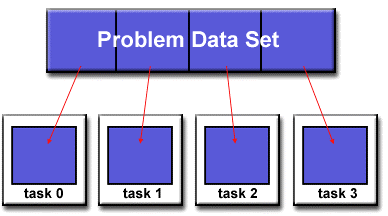 Problem Data Set
task 0
task 1
task 2
task 3